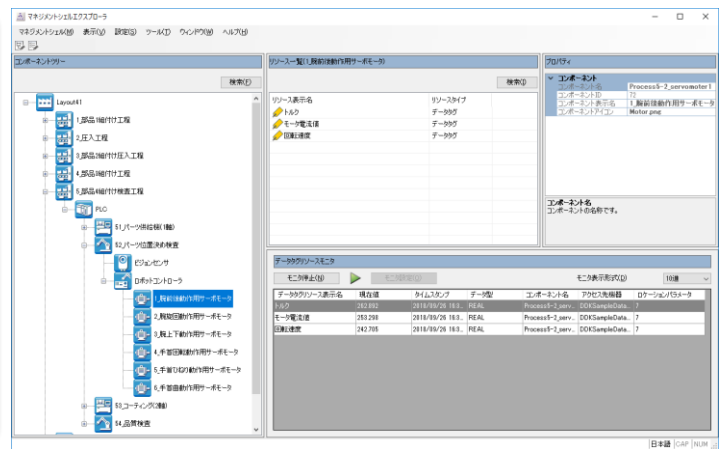 マネジメントシェルエクスプローラ
マネジメントシェル(M) 表示(V) 設定(S) ツール(T) ウィンドウ(W) ヘルプ(H)
コンポーネントツリー
検索(F)
Layout41
1_部品1組付け工程
2_圧入工程
3_部品2組付け圧入工程
4_部品3組付け工程
5_部品4組付け検査工程
PLC
51_パーツ供給機(1軸)
52_パーツ位置決め検査
ビジョンセンサ
ロボットコントローラ
1_腕前後動作用サーボモータ
2_腕旋回動作用サーボモータ
3_腕上下動作用サーボモータ
4_手首回転動作用サーボモータ
5_手首ひねり動作用サーボモータ
6_手首曲動作用サーボモータ
53_コーティング(2軸)
54_品質検査
リソース一覧(1_腕前後動作用サーボモータ)
検索(I)
リソース表示名 リソースタイプ
トルク データタグ
モータ電流値 データタグ
回転速度 データタグ
プロパティ
コンポーネント
コンポーネント名 Process5-2_servomotor1
コンポーネントID 72
コンポーネント表示名 1_腕前後動作用サーボモータ
コンポーネントアイコン Motor.png
コンポーネント名
コンポーネントの名称です。
データタグリソースモニタ
モニタ停止(N)
モニタ表示形式(D) 10進
データタグリソース表示名 現在値 タイムスタンプ データ型 コンポーネント名 アクセス先機器 ロケーションパラメータ
トルク 262.892 2018/09/26 16:3... REAL Process5-2_serv... DDKSampleData... 7
モータ電流値 253.298 2018/09/26 16:3... REAL Process5-2_serv... DDKSampleData... 7
回転速度 242.705 2018/09/26 16:3... REAL Process5-2_serv... DDKSampleData... 7
日本語 CAP NUM